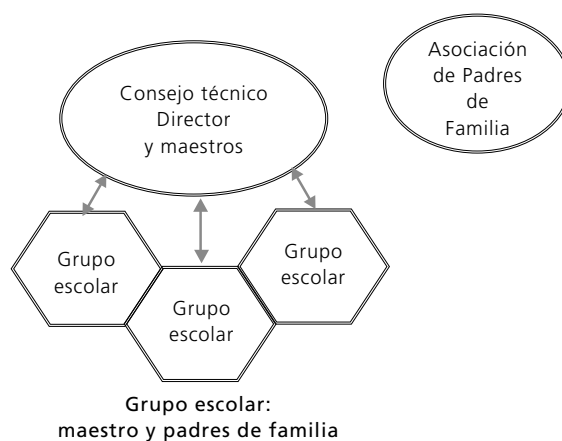 Consejo técnico
Director
y maestros
Asociación
de Padres
de
Familia
Grupo
escolar
Grupo
escolar
Grupo
escolar
Grupo escolar:
maestro y padres de familia